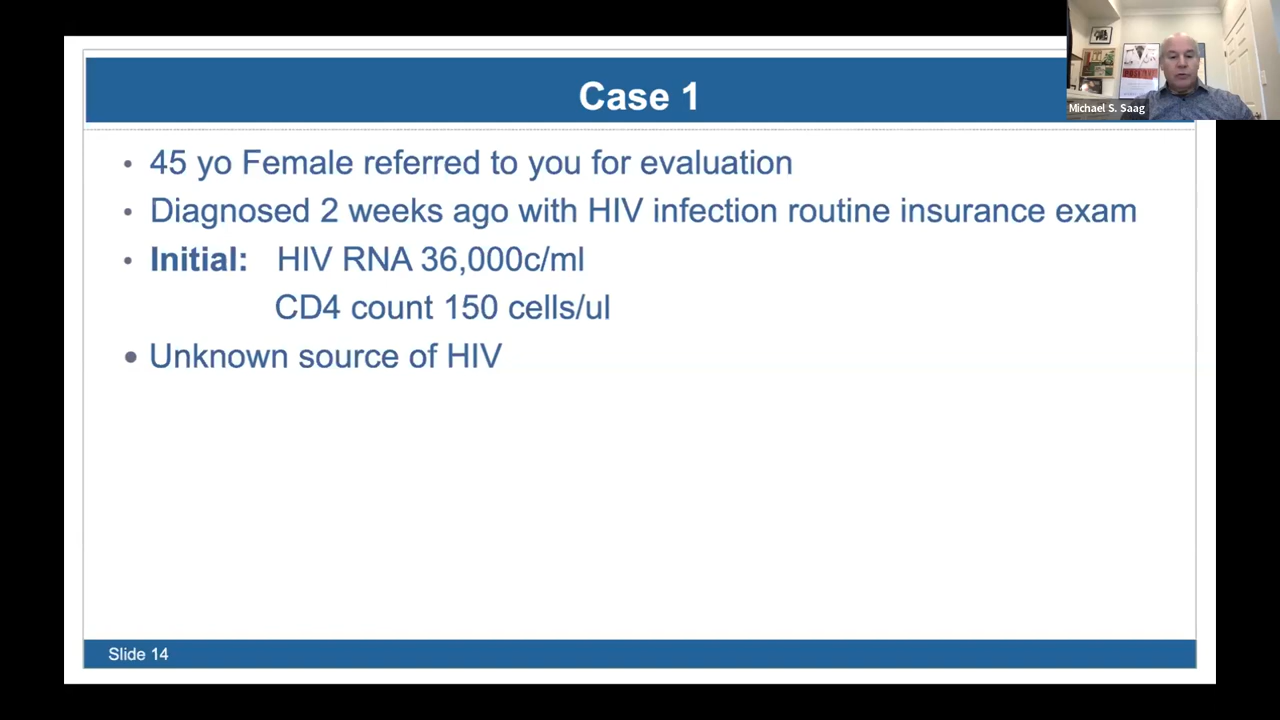 Case 1
Michael S. Saag
• 45 yo Female referred to you for evaluation
• Diagnosed 2 weeks ago with HIV infection routine insurance exam
• Initial: HIV RNA 36,000c/ml
CD4 count 150 cells/ul
• Unknown source of HIV
Slide 14